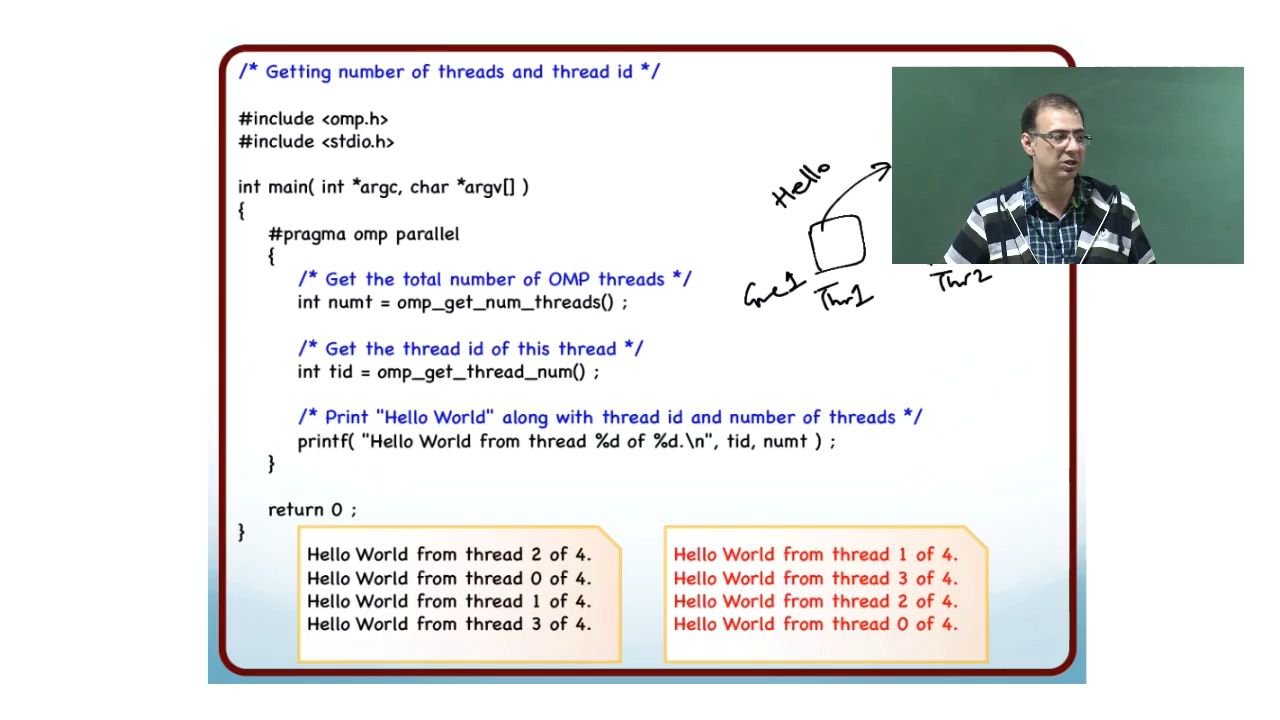 /* Getting number of threads and thread id */
#include <omp.h>
#include <stdio.h>
int main( int *argc, char *argv[] )
{
#pragma omp parallel
{
/* Get the total number of OMP threads */
int numt = omp_get_num_threads() ;
/* Get the thread id of this thread */
int tid = omp_get_thread_num() ;
/* Print "Hello World" along with thread id and number of threads */
printf( "Hello World from thread %d of %d.\n", tid, numt ) ;
}
return 0 ;
}
Hello World from thread 2 of 4.
Hello World from thread 0 of 4.
Hello World from thread 1 of 4.
Hello World from thread 3 of 4.
Hello World from thread 1 of 4.
Hello World from thread 3 of 4.
Hello World from thread 2 of 4.
Hello World from thread 0 of 4.
Hello
Core 1
Thr1
Thr2